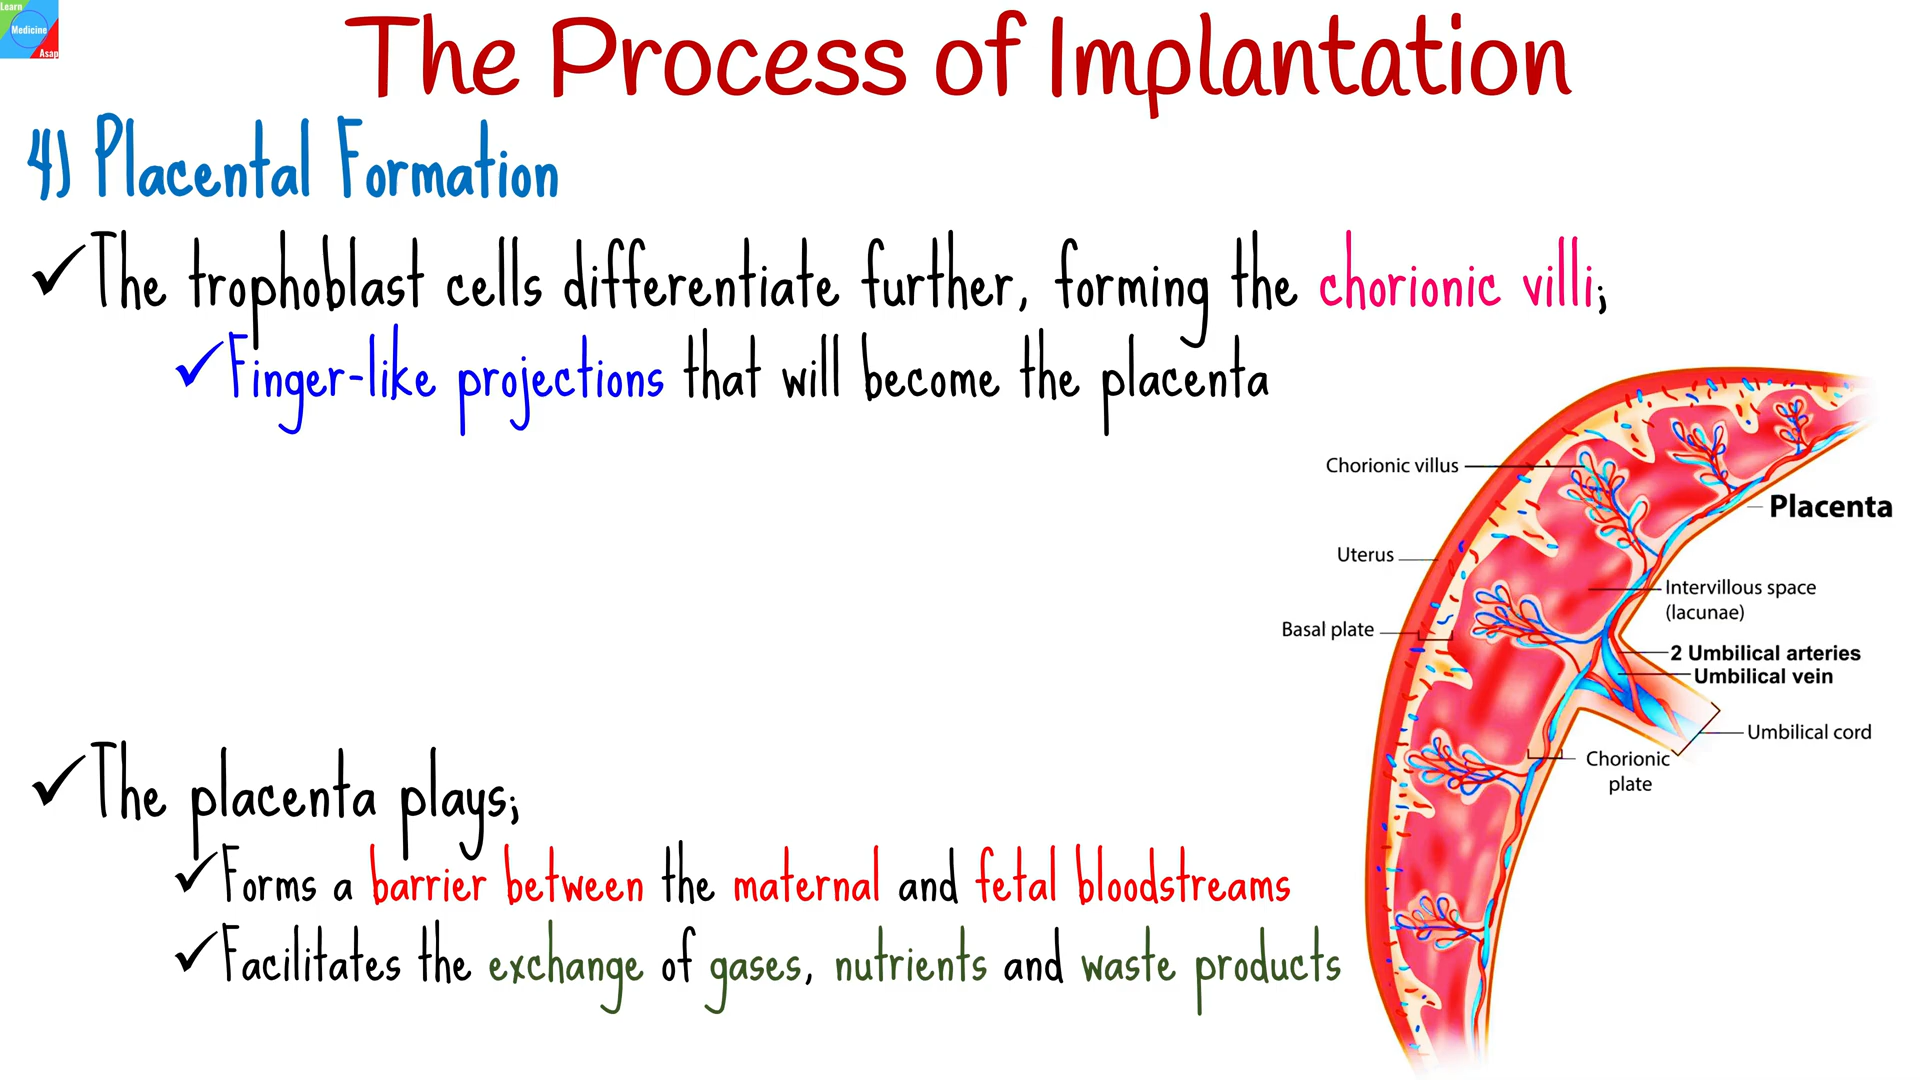 Learn
Medicine
Asap
The Process of Implantation
4) Placental Formation
✓The trophoblast cells differentiate further, forming the chorionic villi;
✓Finger-like projections that will become the placenta
Chorionic villus
Placenta
Uterus
Intervillous space
(lacunae)
Basal plate
2 Umbilical arteries
Umbilical vein
Umbilical cord
Chorionic
plate
✓The placenta plays;
✓Forms a barrier between the maternal and fetal bloodstreams
✓Facilitates the exchange of gases, nutrients and waste products